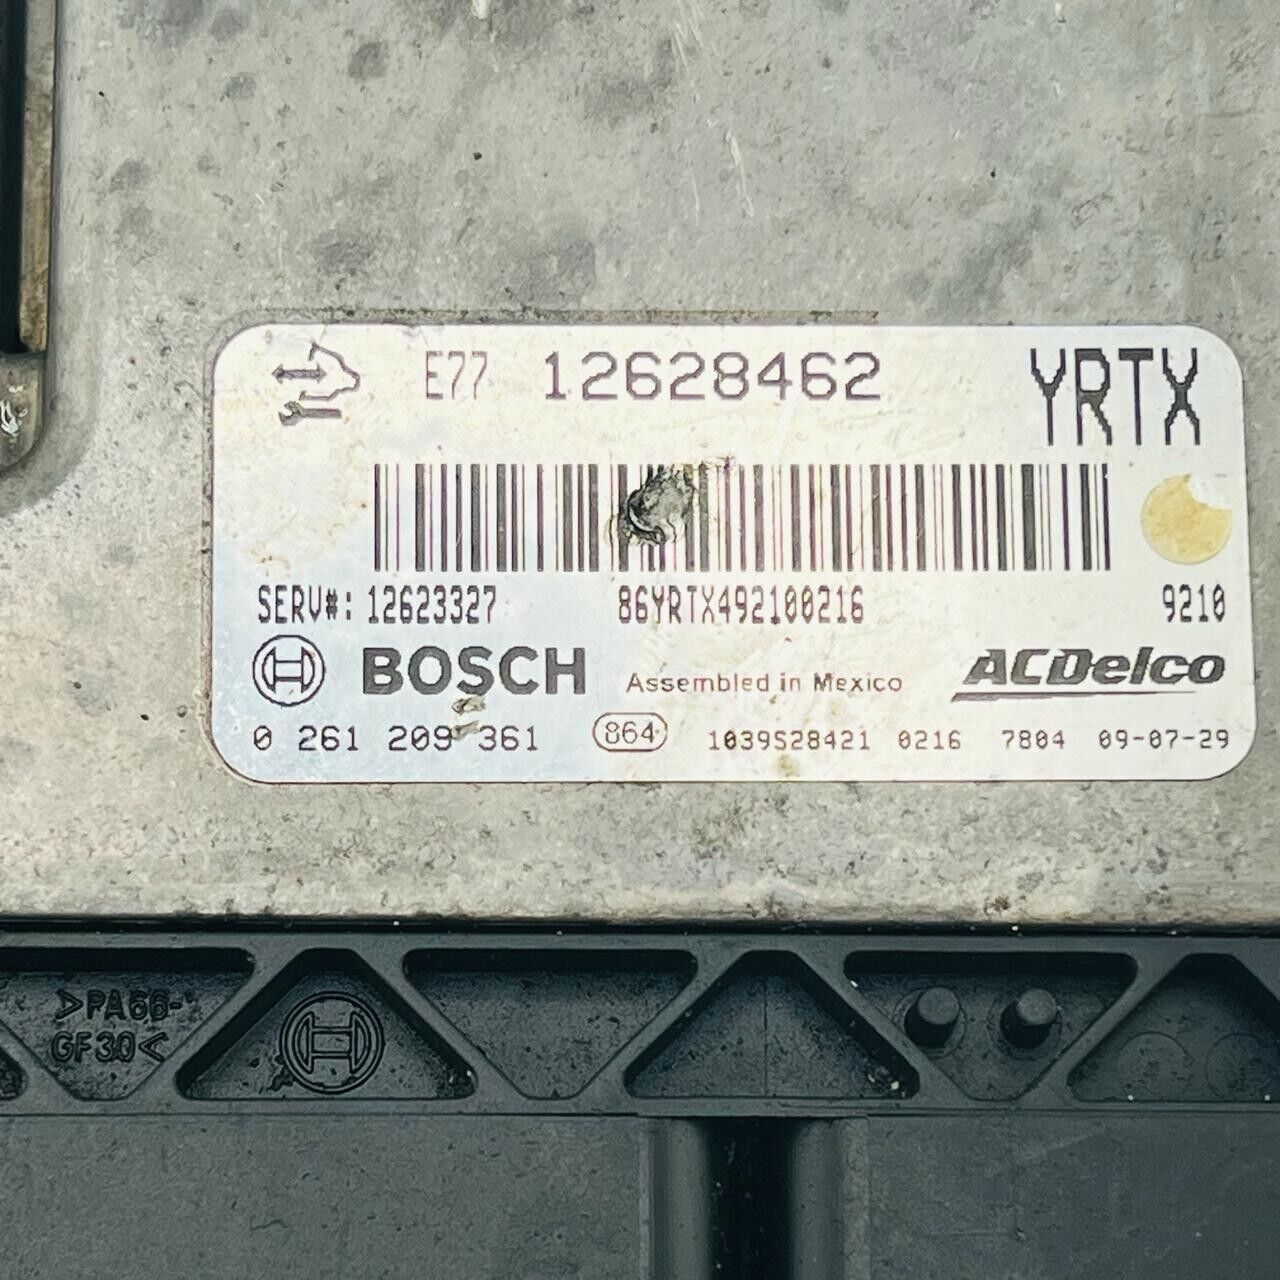 E77 12628462 YRTX
SERV#: 12623327 86YRTX492100216 9210
BOSCH Assembled in Mexico ACDelco
0 261 209 361 864 1039S28421 0216 7804 09-07-29
>PA66-
GF30<